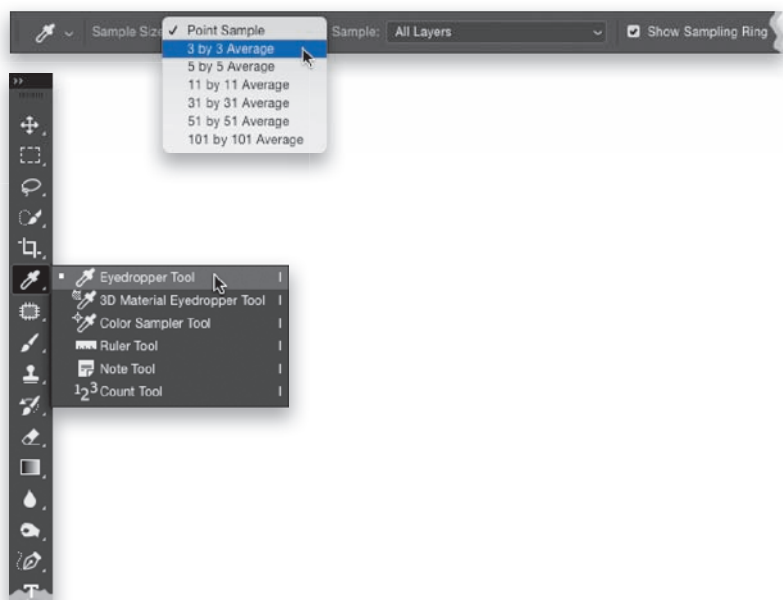 Sample Size
✓ Point Sample
Sample: All Layers
Show Sampling Ring
3 by 3 Average
5 by 5 Average
11 by 11 Average
31 by 31 Average
51 by 51 Average
101 by 101 Average
Eyedropper Tool I
3D Material Eyedropper Tool I
Color Sampler Tool I
Ruler Tool I
Note Tool I
Count Tool I